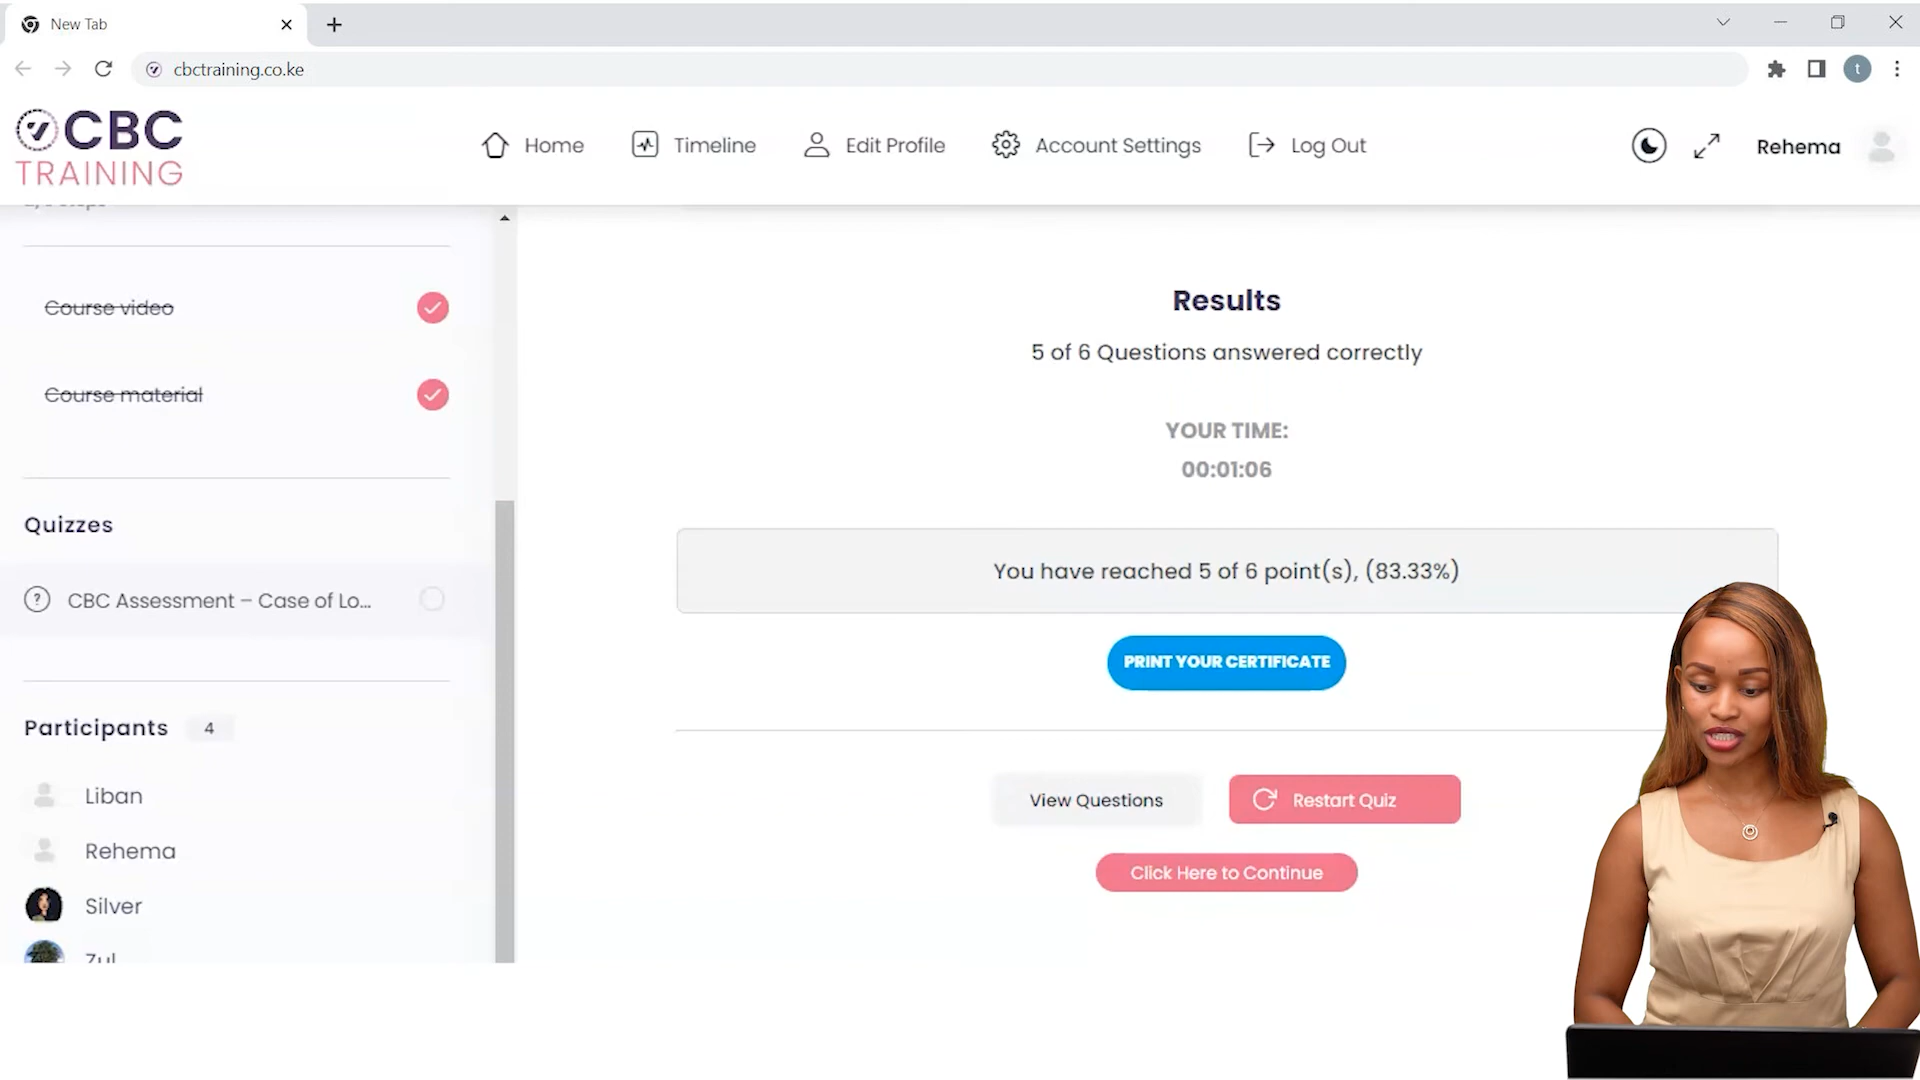 New Tab
cbctraining.co.ke
t
CBC
TRAINING
Home
Timeline
Edit Profile
Account Settings
Log Out
Rehema
Course video
Course material
Quizzes
? CBC Assessment – Case of Lo...
Participants 4
Liban
Rehema
Silver
Zul
Results
5 of 6 Questions answered correctly
YOUR TIME:
00:01:06
You have reached 5 of 6 point(s), (83.33%)
PRINT YOUR CERTIFICATE
View Questions
Restart Quiz
Click Here to Continue